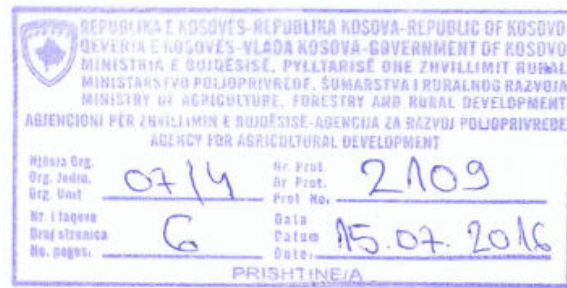 REPUBLIKA E KOSOVËS-REPUBLIKA KOSOVA-REPUBLIC OF KOSOVO
QEVERIA E KOSOVËS-VLADA KOSOVA-GOVERNMENT OF KOSOVO
MINISTRIA E BUJQËSISË, PYLLTARISË DHE ZHVILLIMIT RURAL
MINISTARSTVO POLJOPRIVREDE, ŠUMARSTVA I RURALNOG RAZVOJA
MINISTRY OF AGRICULTURE, FORESTRY AND RURAL DEVELOPMENT
AGJENCIONI PËR ZHVILLIMIN E BUJQËSISË-AGENCIJA ZA RAZVOJ POLJOPRIVREDE
AGENCY FOR AGRICULTURAL DEVELOPMENT
Njësia Org.
Org. Jedin.
Org. Unit
07/4
Nr. Prot.
Br Prot.
Prot No.
2109
Nr. i faqeve
Broj stranica
No. pages.
6
Data
Datum
Date.
15.07.2016
PRISHTINË/A